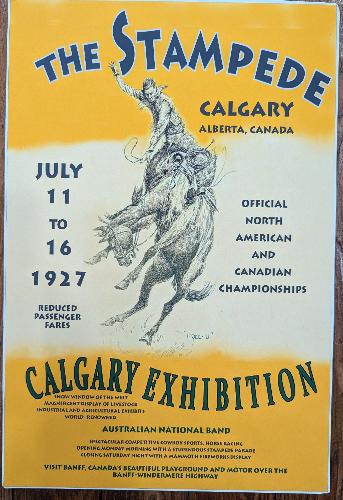 THE STAMPEDE
CALGARY
ALBERTA, CANADA
JULY
11
TO
16
1927
REDUCED
PASSENGER
FARES
OFFICIAL
NORTH
AMERICAN
AND
CANADIAN
CHAMPIONSHIPS
CALGARY EXHIBITION
SHOW WINDOW OF THE WEST
MAGNIFICENT DISPLAY OF LIVESTOCK
INDUSTRIAL AND AGRICULTURAL EXHIBITS
WORLD-RENOWNED
AUSTRALIAN NATIONAL BAND
SPECTACULAR COMPETITIVE COWBOY SPORTS, HORSE RACING
OPENING MONDAY MORNING WITH A STUPENDOUS STAMPEDE PARADE
CLOSING SATURDAY NIGHT WITH A MAMMOTH FIREWORKS DISPLAY
VISIT BANFF, CANADA'S BEAUTIFUL PLAYGROUND AND MOTOR OVER THE
BANFF-WINDERMERE HIGHWAY